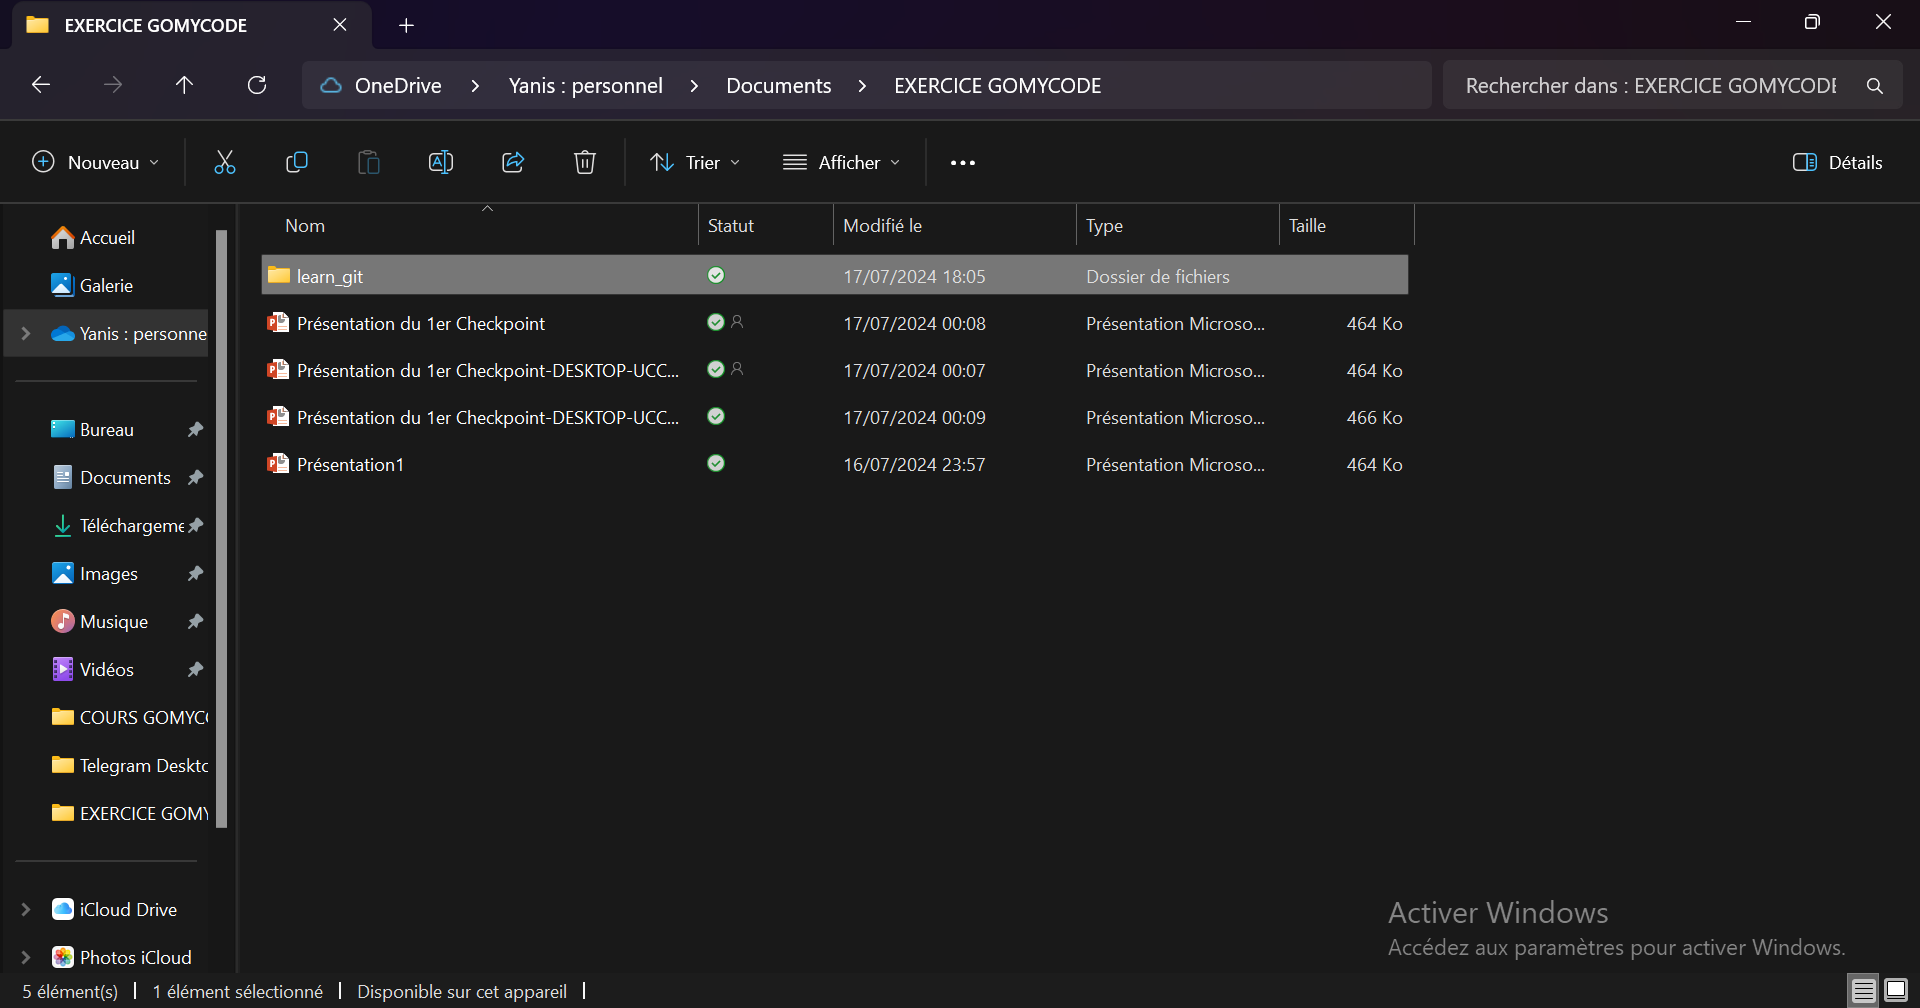 EXERCICE GOMYCODE
OneDrive > Yanis : personnel > Documents > EXERCICE GOMYCODE
Rechercher dans : EXERCICE GOMYCODE
Nouveau
Trier
Afficher
Détails
Accueil
Galerie
Yanis : personne
Bureau
Documents
Téléchargeme
Images
Musique
Vidéos
COURS GOMYC
Telegram Deskto
EXERCICE GOMY
iCloud Drive
Photos iCloud
Nom Statut Modifié le Type Taille
learn_git 17/07/2024 18:05 Dossier de fichiers
Présentation du 1er Checkpoint 17/07/2024 00:08 Présentation Microso... 464 Ko
Présentation du 1er Checkpoint-DESKTOP-UCC... 17/07/2024 00:07 Présentation Microso... 464 Ko
Présentation du 1er Checkpoint-DESKTOP-UCC... 17/07/2024 00:09 Présentation Microso... 466 Ko
Présentation1 16/07/2024 23:57 Présentation Microso... 464 Ko
Activer Windows
Accédez aux paramètres pour activer Windows.
5 élément(s) | 1 élément sélectionné | Disponible sur cet appareil |